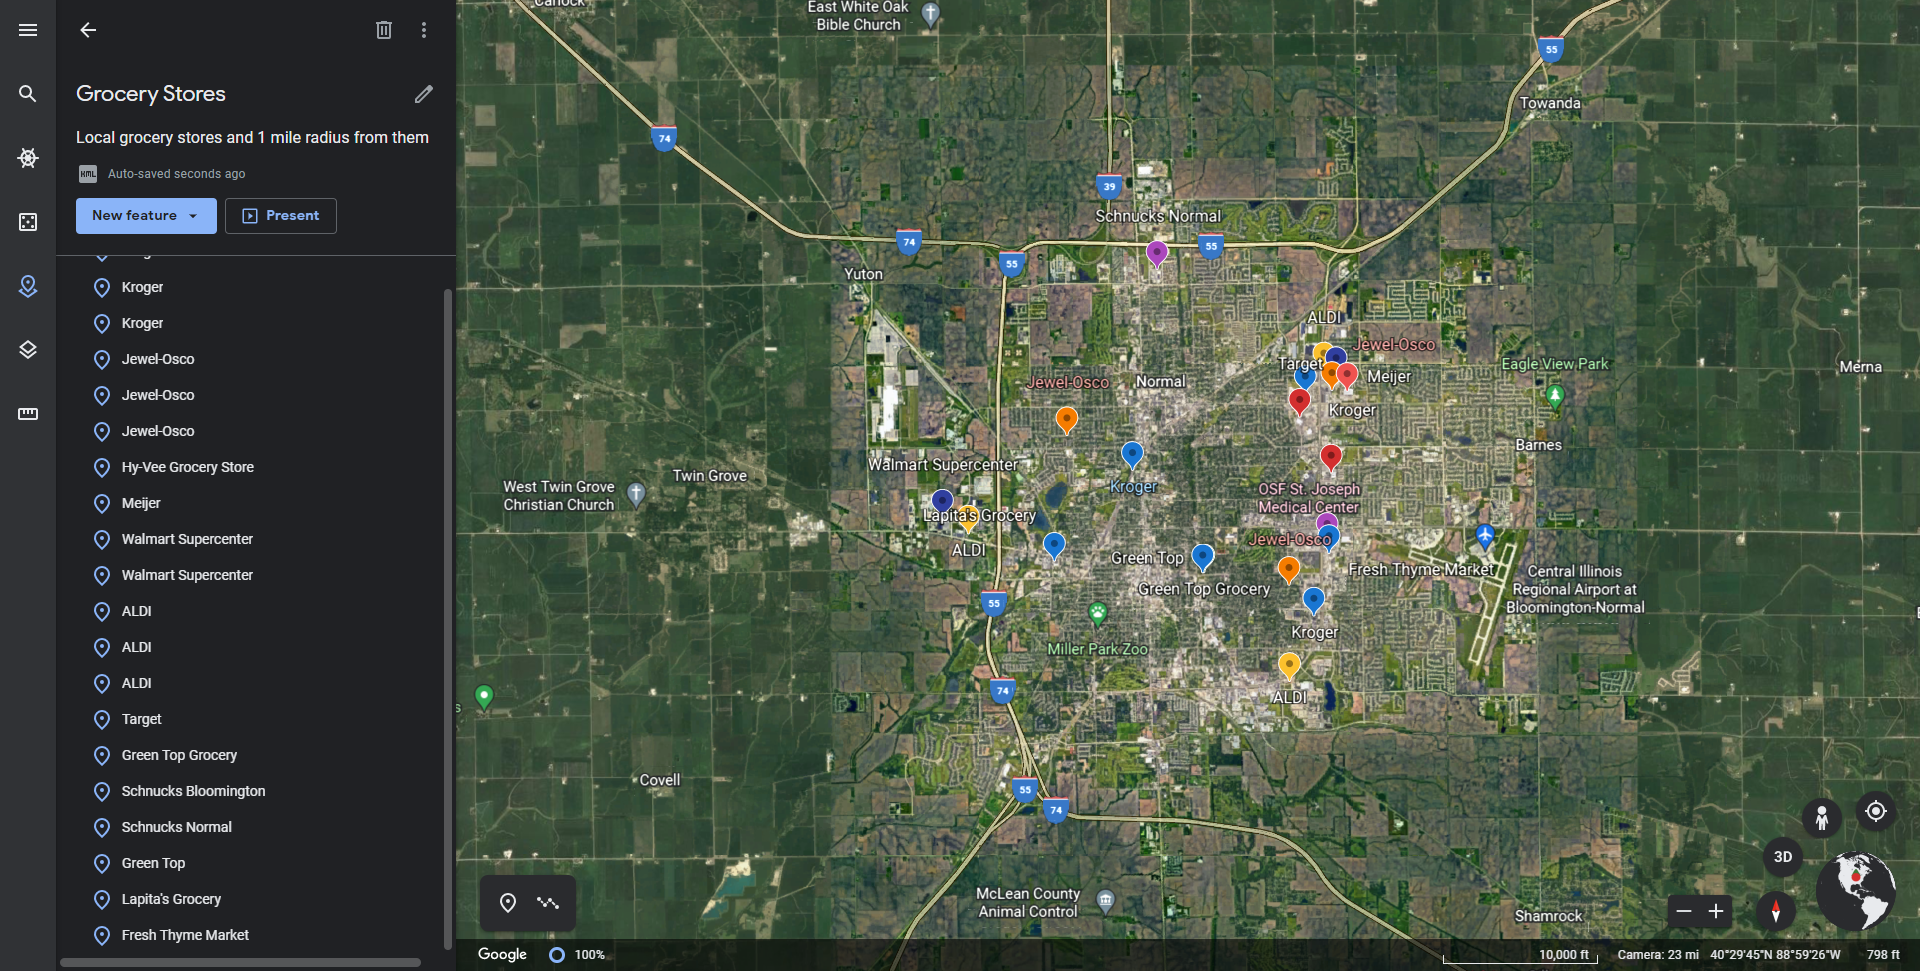 Grocery Stores
Local grocery stores and 1 mile radius from them
KML
Auto-saved seconds ago
New feature
Present
Kroger
Kroger
Jewel-Osco
Jewel-Osco
Jewel-Osco
Hy-Vee Grocery Store
Meijer
Walmart Supercenter
Walmart Supercenter
ALDI
ALDI
ALDI
Target
Green Top Grocery
Schnucks Bloomington
Schnucks Normal
Green Top
Lapita's Grocery
Fresh Thyme Market
Carlock
East White Oak
Bible Church
55
Towanda
74
39
Schnucks Normal
74
55
55
Yuton
ALDI
Jewel-Osco
Target
Meijer
Eagle View Park
Merna
Jewel-Osco
Normal
Kroger
Barnes
Walmart Supercenter
Twin Grove
West Twin Grove
Christian Church
Kroger
OSF St. Joseph
Medical Center
Lapita's Grocery
Jewel-Osco
ALDI
Green Top
Fresh Thyme Market
Central Illinois
Regional Airport at
Bloomington-Normal
Green Top Grocery
55
Kroger
Miller Park Zoo
74
ALDI
Covell
55
74
3D
McLean County
Animal Control
Shamrock
Google
100%
10,000 ft
Camera: 23 mi
40°29'45"N 88°59'26"W
798 ft